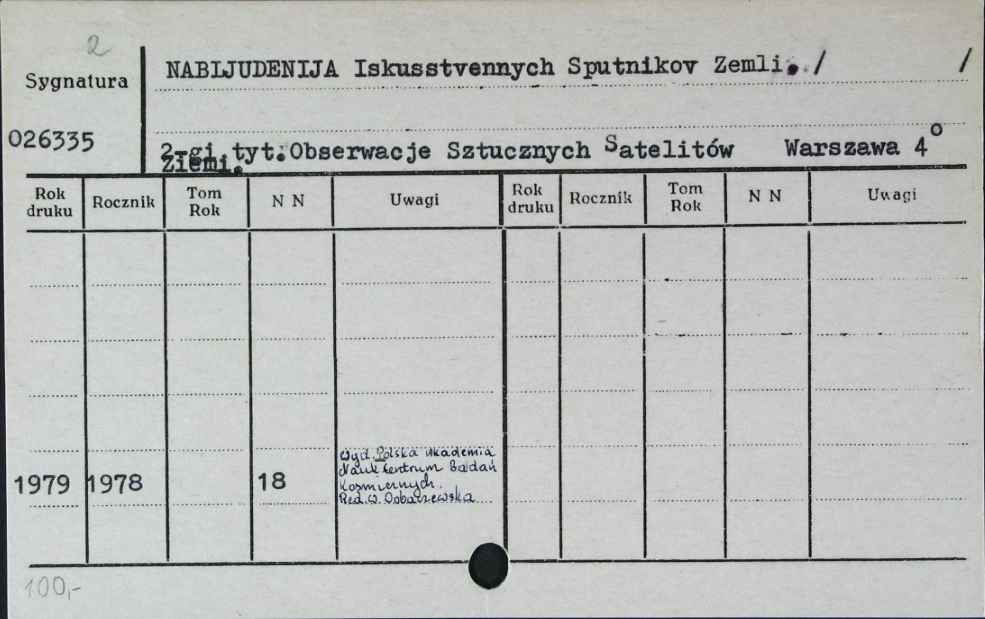 2
Sygnatura
NABLJUDENIJA Iskusstvennych Sputnikov Zemli. / /
026335
2-gi tyt.Obserwacje Sztucznych Satelitów Warszawa 4°
Ziemi.
Rok druku Rocznik Tom Rok N N Uwagi Rok druku Rocznik Tom Rok N N Uwagi
Wyd. Polska Akademia
Nauk Centrum Badań
1979 1978 18 Kosmicznych.
Red. W. Dobaczewska
100,-